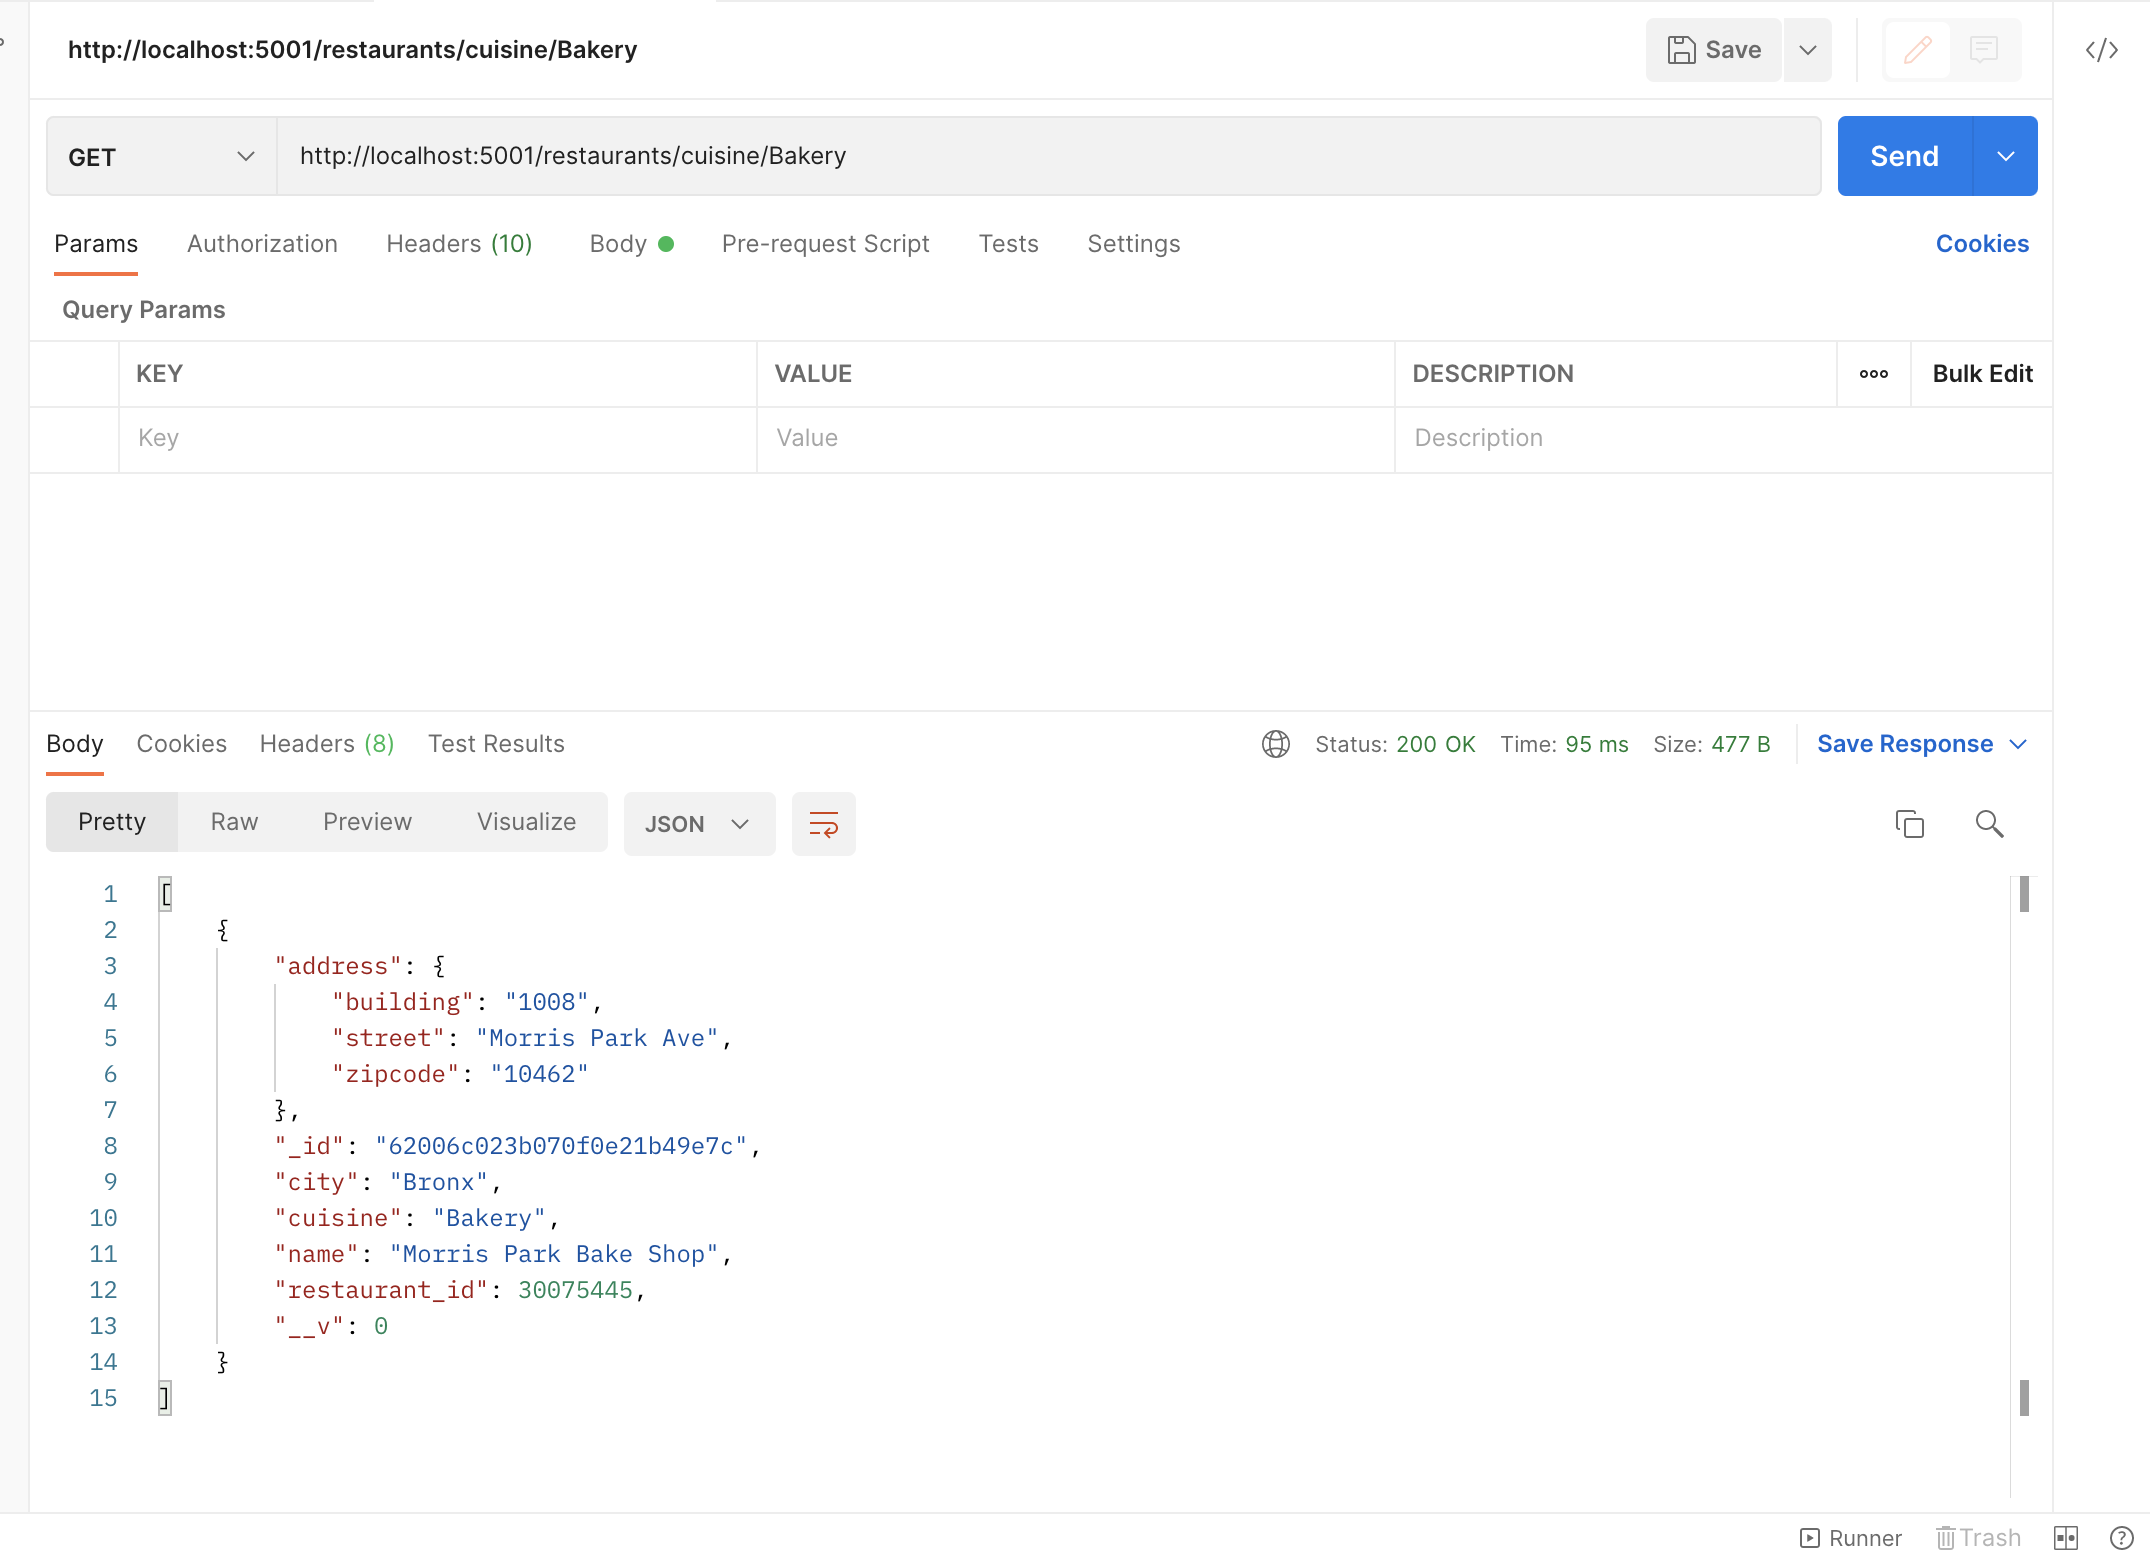 http://localhost:5001/restaurants/cuisine/Bakery
Save
GET http://localhost:5001/restaurants/cuisine/Bakery Send
Params Authorization Headers (10) Body Pre-request Script Tests Settings Cookies
Query Params
KEY VALUE DESCRIPTION ooo Bulk Edit
Key Value Description
Body Cookies Headers (8) Test Results Status: 200 OK Time: 95 ms Size: 477 B Save Response
Pretty Raw Preview Visualize JSON
1 [
2 {
3 "address": {
4 "building": "1008",
5 "street": "Morris Park Ave",
6 "zipcode": "10462"
7 },
8 "_id": "62006c023b070f0e21b49e7c",
9 "city": "Bronx",
10 "cuisine": "Bakery",
11 "name": "Morris Park Bake Shop",
12 "restaurant_id": 30075445,
13 "__v": 0
14 }
15 ]
Runner Trash